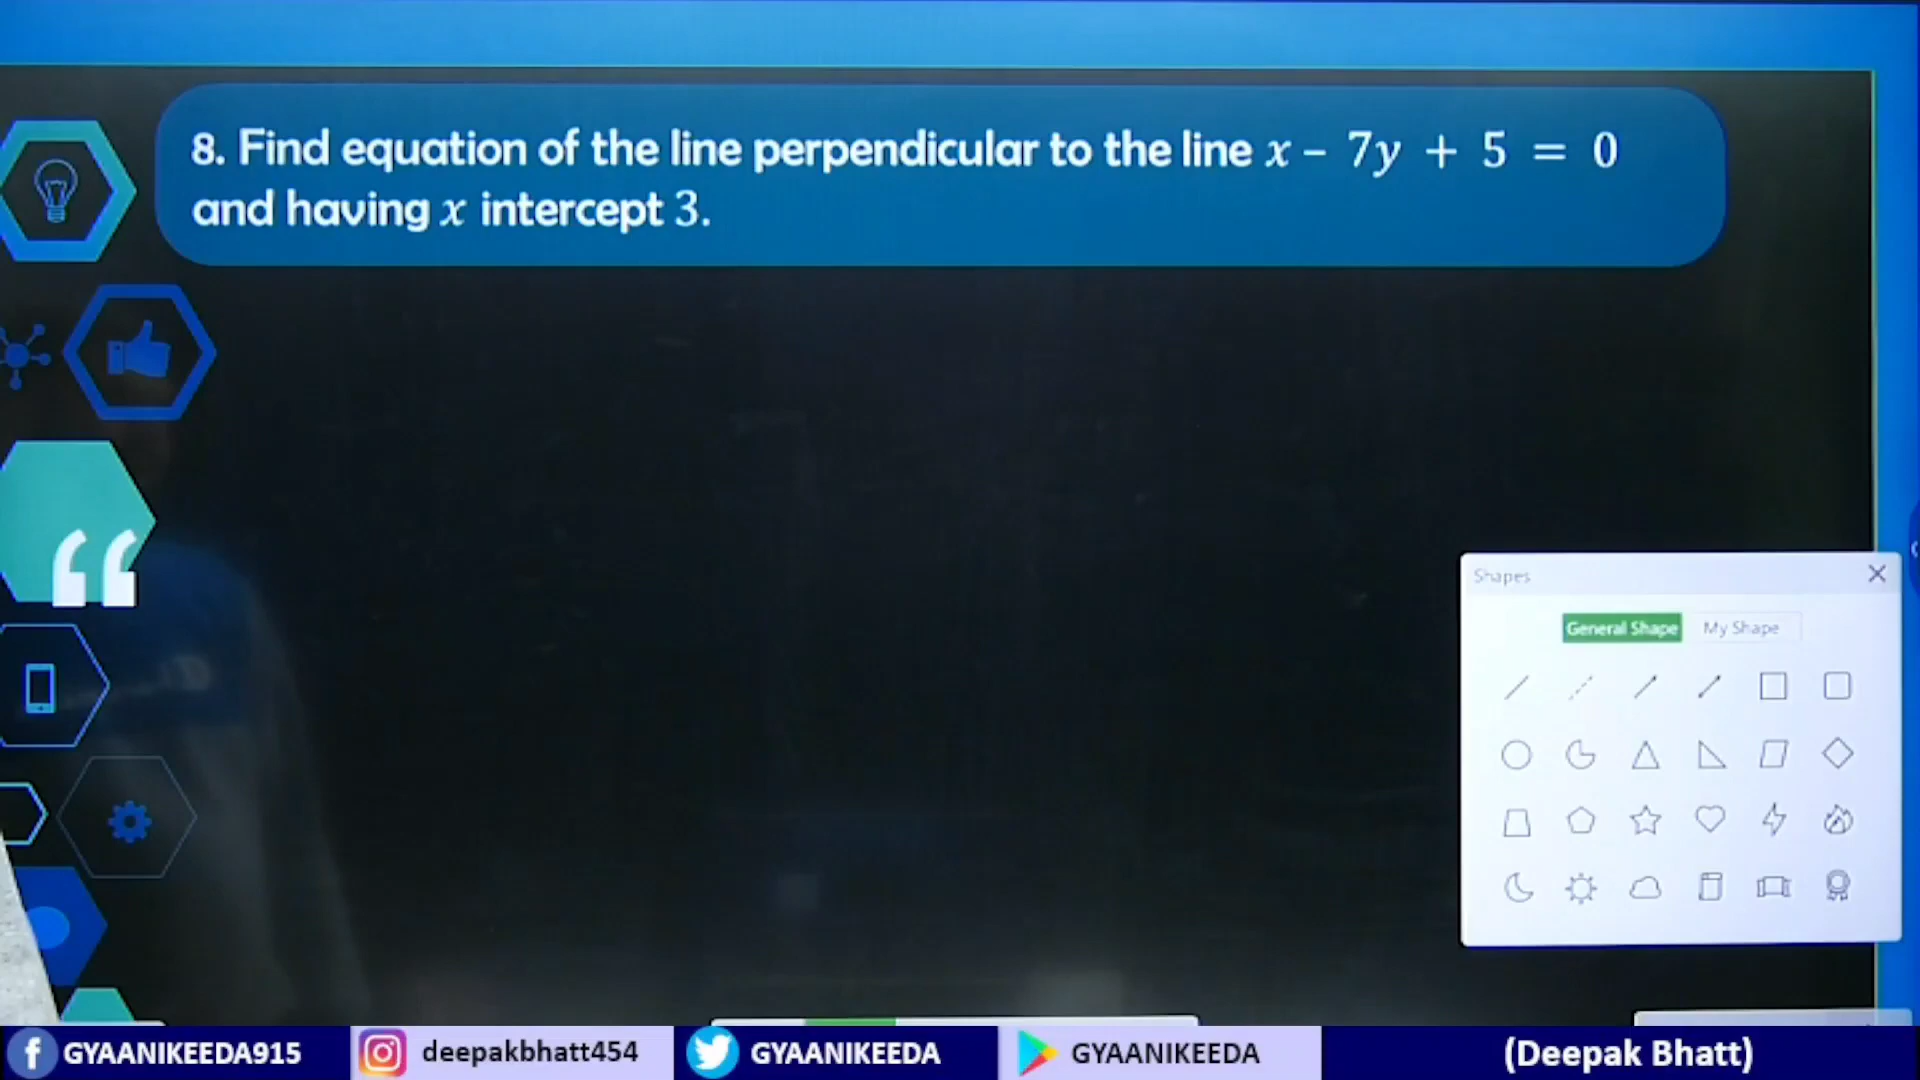 8. Find equation of the line perpendicular to the line x – 7y + 5 = 0
and having x intercept 3.
Shapes
General Shape
My Shape
GYAANIKEEDA915
deepakbhatt454
GYAANIKEEDA
GYAANIKEEDA
(Deepak Bhatt)